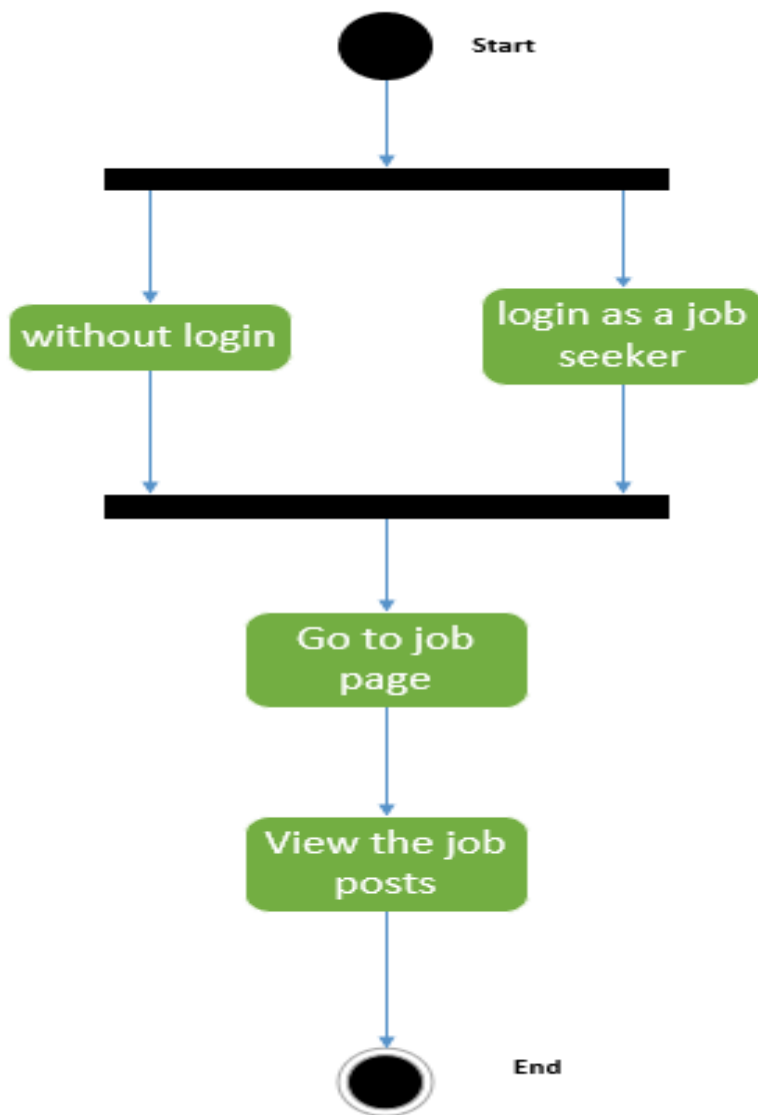 Start
without login
login as a job
seeker
Go to job
page
View the job
posts
End